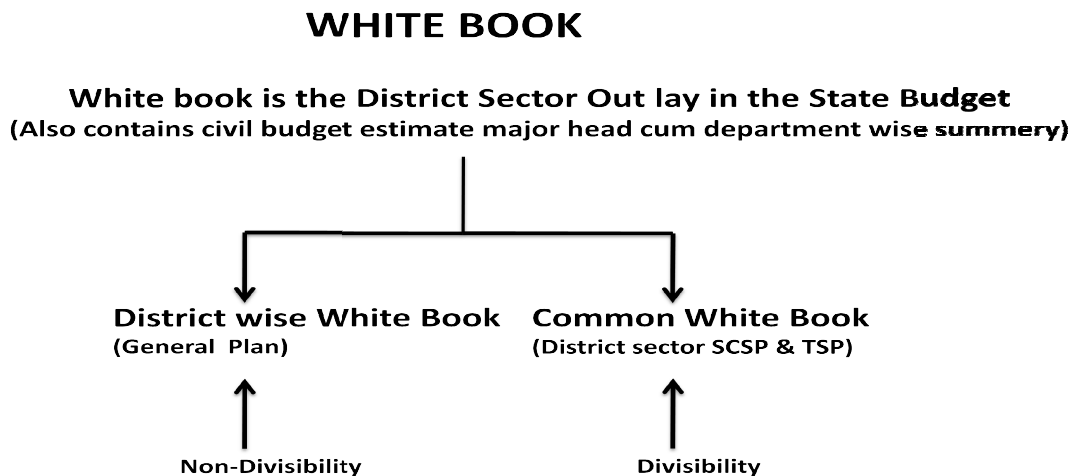 WHITE BOOK
White book is the District Sector Out lay in the State Budget
(Also contains civil budget estimate major head cum department wise summery)
District wise White Book
(General Plan)
Common White Book
(District sector SCSP & TSP)
Non-Divisibility
Divisibility